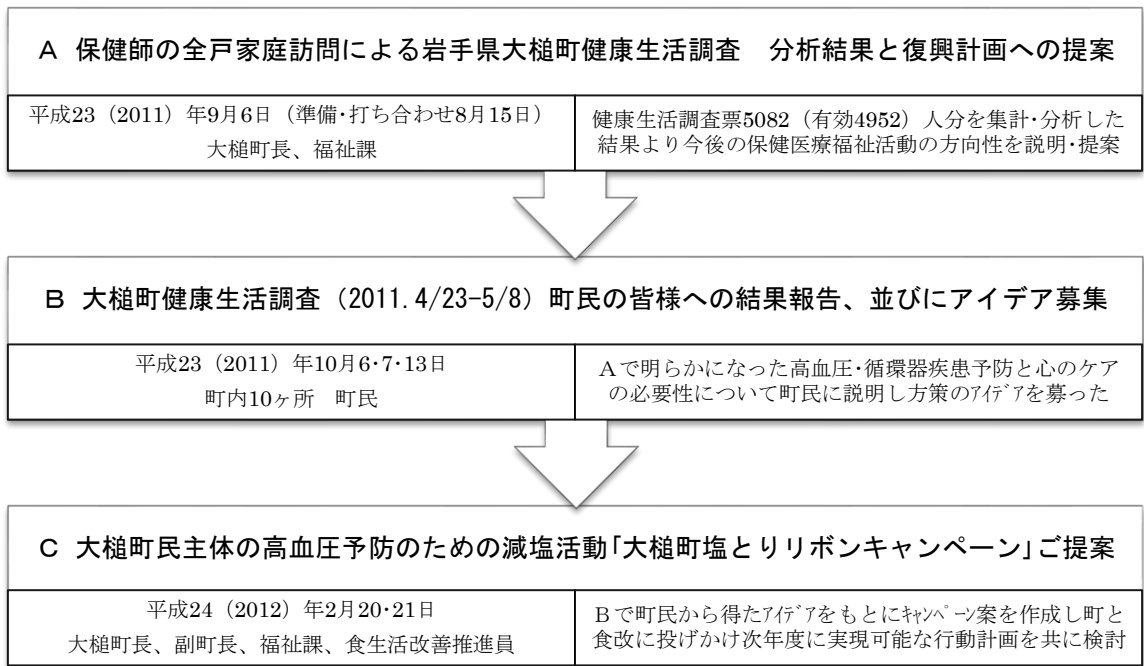 A 保健師の全戸家庭訪問による岩手県大槌町健康生活調査　分析結果と復興計画への提案
平成23（2011）年9月6日（準備・打ち合わせ8月15日）
大槌町長、福祉課
健康生活調査票5082（有効4952）人分を集計・分析した
結果より今後の保健医療福祉活動の方向性を説明・提案
B 大槌町健康生活調査（2011.4/23-5/8）町民の皆様への結果報告、並びにアイデア募集
平成23（2011）年10月6・7・13日
町内10ヶ所　町民
Aで明らかになった高血圧・循環器疾患予防と心のケア
の必要性について町民に説明し方策のｱｲﾃﾞｱを募った
C 大槌町民主体の高血圧予防のための減塩活動「大槌町塩とりリボンキャンペーン」ご提案
平成24（2012）年2月20・21日
大槌町長、副町長、福祉課、食生活改善推進員
Bで町民から得たｱｲﾃﾞｱをもとにｷｬﾝﾍﾟｰﾝ案を作成し町と
食改に投げかけ次年度に実現可能な行動計画を共に検討